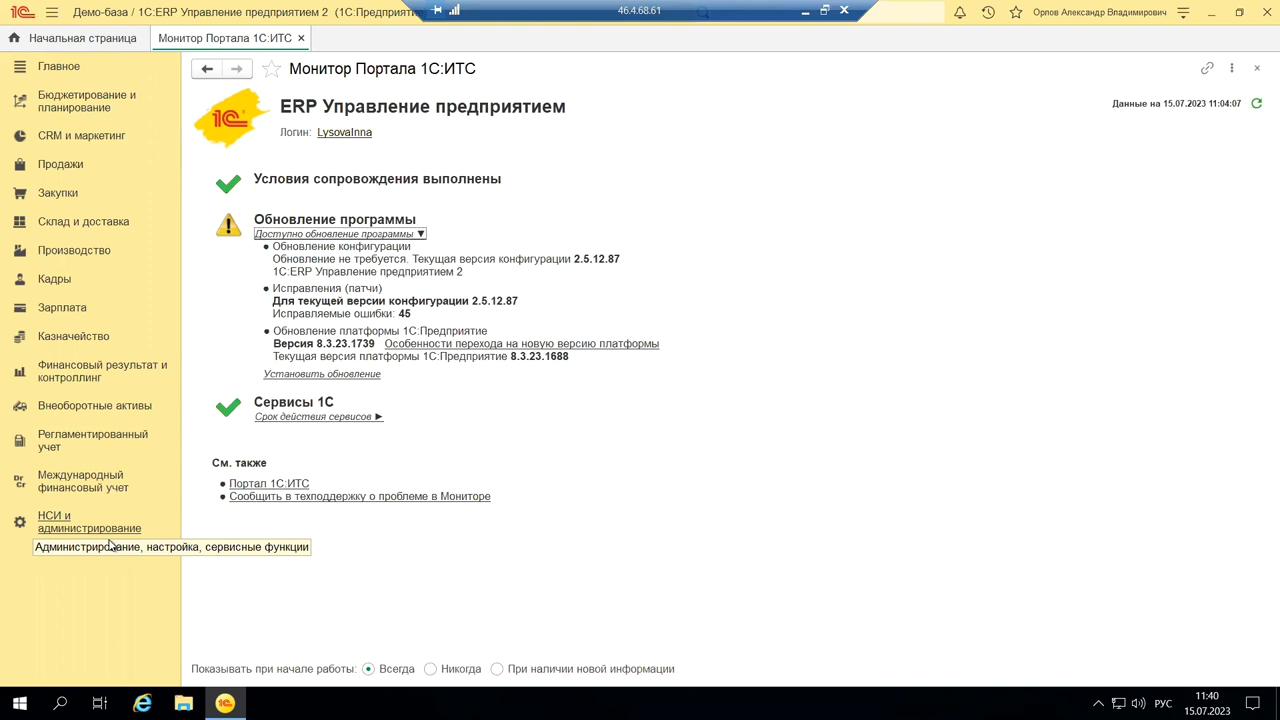 Демо-база / 1С:ERP Управление предприятием 2 (1С:Предприяти
46.4.68.61
Орлов Александр Владимирович
Начальная страница
Монитор Портала 1С:ИТС ×
Главное
Бюджетирование и
планирование
CRM и маркетинг
Продажи
Закупки
Склад и доставка
Производство
Кадры
Зарплата
Казначейство
Финансовый результат и
контроллинг
Внеоборотные активы
Регламентированный
учет
Международный
финансовый учет
НСИ и
администрирование
Администрирование, настройка, сервисные функции
Монитор Портала 1С:ИТС
1С
ERP Управление предприятием
Данные на 15.07.2023 11:04:07
Логин: LysovaInna
Условия сопровождения выполнены
Обновление программы
Доступно обновление программы ▼
● Обновление конфигурации
Обновление не требуется. Текущая версия конфигурации 2.5.12.87
1С:ERP Управление предприятием 2
● Исправления (патчи)
Для текущей версии конфигурации 2.5.12.87
Исправляемые ошибки: 45
● Обновление платформы 1С:Предприятие
Версия 8.3.23.1739 Особенности перехода на новую версию платформы
Текущая версия платформы 1С:Предприятие 8.3.23.1688
Установить обновление
Сервисы 1С
Срок действия сервисов ►
См. также
● Портал 1С:ИТС
● Сообщить в техподдержку о проблеме в Мониторе
Показывать при начале работы: Всегда Никогда При наличии новой информации
РУС
11:40
15.07.2023